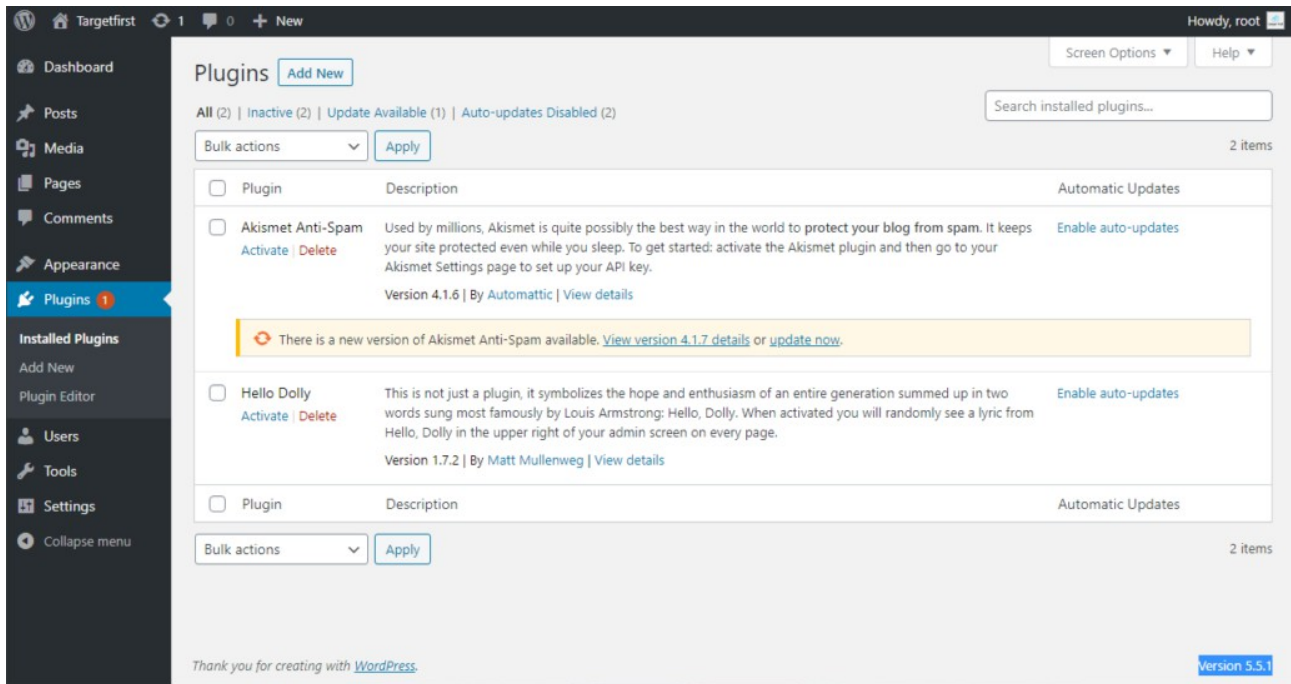 Targetfirst 1 0 + New Howdy, root
Dashboard
Posts
Media
Pages
Comments
Appearance
Plugins 1
Installed Plugins
Add New
Plugin Editor
Users
Tools
Settings
Collapse menu
Screen Options ▼ Help ▼
Plugins Add New
All (2) | Inactive (2) | Update Available (1) | Auto-updates Disabled (2)
Search installed plugins...
Bulk actions Apply 2 items
Plugin Description Automatic Updates
Akismet Anti-Spam
Activate | Delete
Used by millions, Akismet is quite possibly the best way in the world to protect your blog from spam. It keeps
your site protected even while you sleep. To get started: activate the Akismet plugin and then go to your
Akismet Settings page to set up your API key.
Version 4.1.6 | By Automattic | View details
Enable auto-updates
There is a new version of Akismet Anti-Spam available. View version 4.1.7 details or update now.
Hello Dolly
Activate | Delete
This is not just a plugin, it symbolizes the hope and enthusiasm of an entire generation summed up in two
words sung most famously by Louis Armstrong: Hello, Dolly. When activated you will randomly see a lyric from
Hello, Dolly in the upper right of your admin screen on every page.
Version 1.7.2 | By Matt Mullenweg | View details
Enable auto-updates
Plugin Description Automatic Updates
Bulk actions Apply 2 items
Thank you for creating with WordPress.
Version 5.5.1